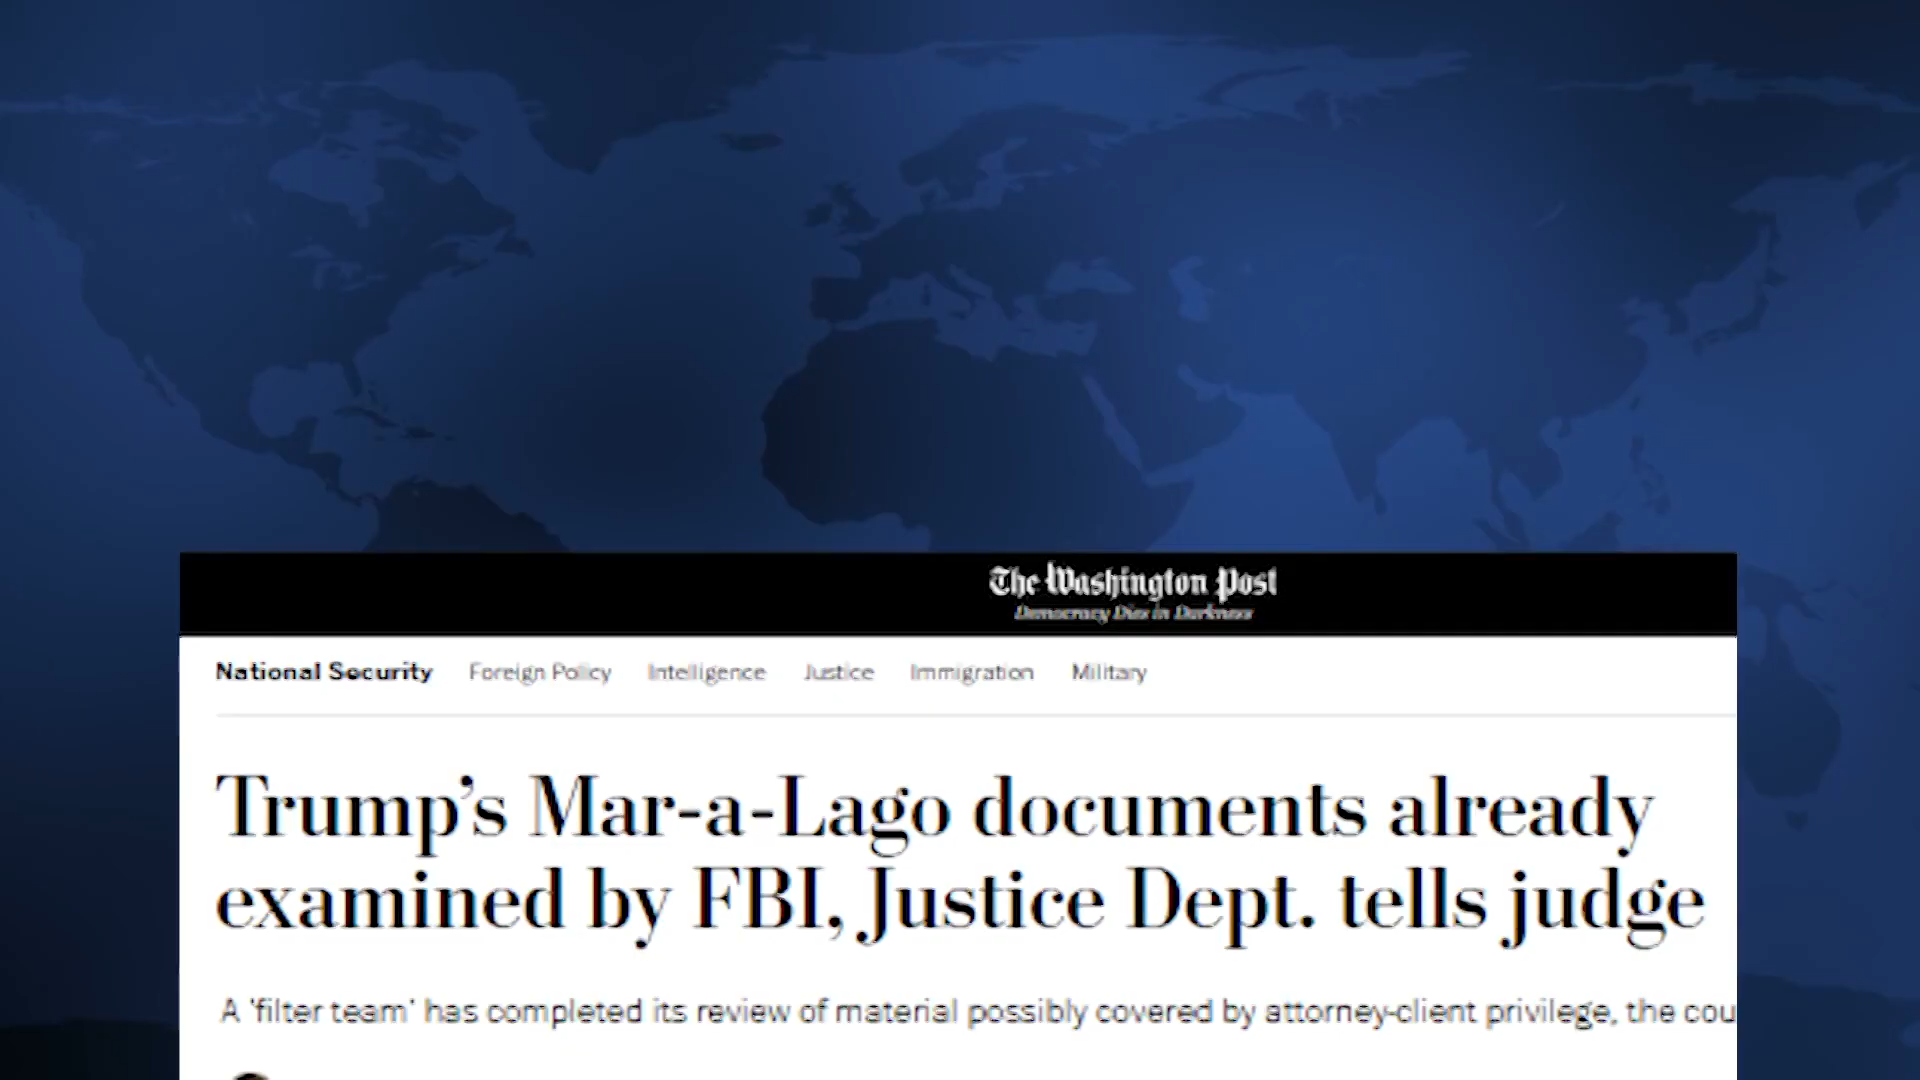 The Washington Post
Democracy Dies in Darkness
National Security Foreign Policy Intelligence Justice Immigration Military
Trump's Mar-a-Lago documents already
examined by FBI, Justice Dept. tells judge
A 'filter team' has completed its review of material possibly covered by attorney-client privilege, the cou